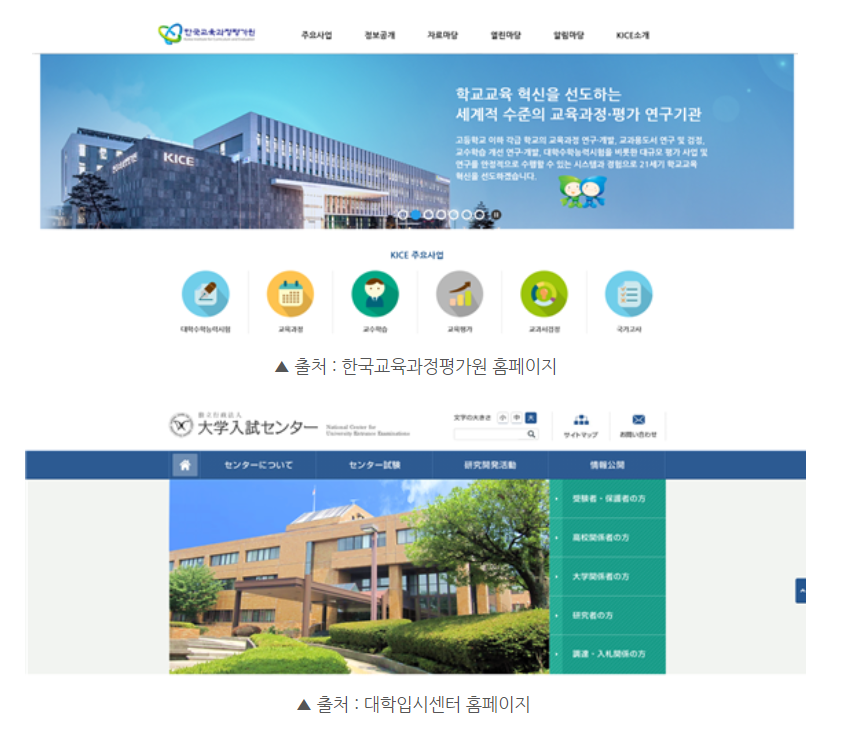 한국교육과정평가원
주요사업 정보공개 자료마당 열린마당 알림마당 KICE소개
학교교육 혁신을 선도하는
세계적 수준의 교육과정·평가 연구기관
고등학교 이하 각급 학교의 교육과정 연구·개발, 교과용도서 연구 및 검정,
교수학습 개선 연구·개발, 대학수학능력시험을 비롯한 대규모 평가 사업 및
연구를 안정적으로 수행할 수 있는 시스템과 경험으로 21세기 학교교육
혁신을 선도하겠습니다.
KICE
KICE 주요사업
대학수학능력시험 교육과정 교수학습 교육평가 교과서검정 국가고사
▲ 출처 : 한국교육과정평가원 홈페이지
独立行政法人
大学入試センター
National Center for
University Entrance Examinations
文字の大きさ 小 中 大
サイトマップ お問い合わせ
センターについて センター試験 研究開発活動 情報公開
受験者・保護者の方
高校関係者の方
大学関係者の方
研究者の方
調達・入札関係の方
▲ 출처 : 대학입시센터 홈페이지